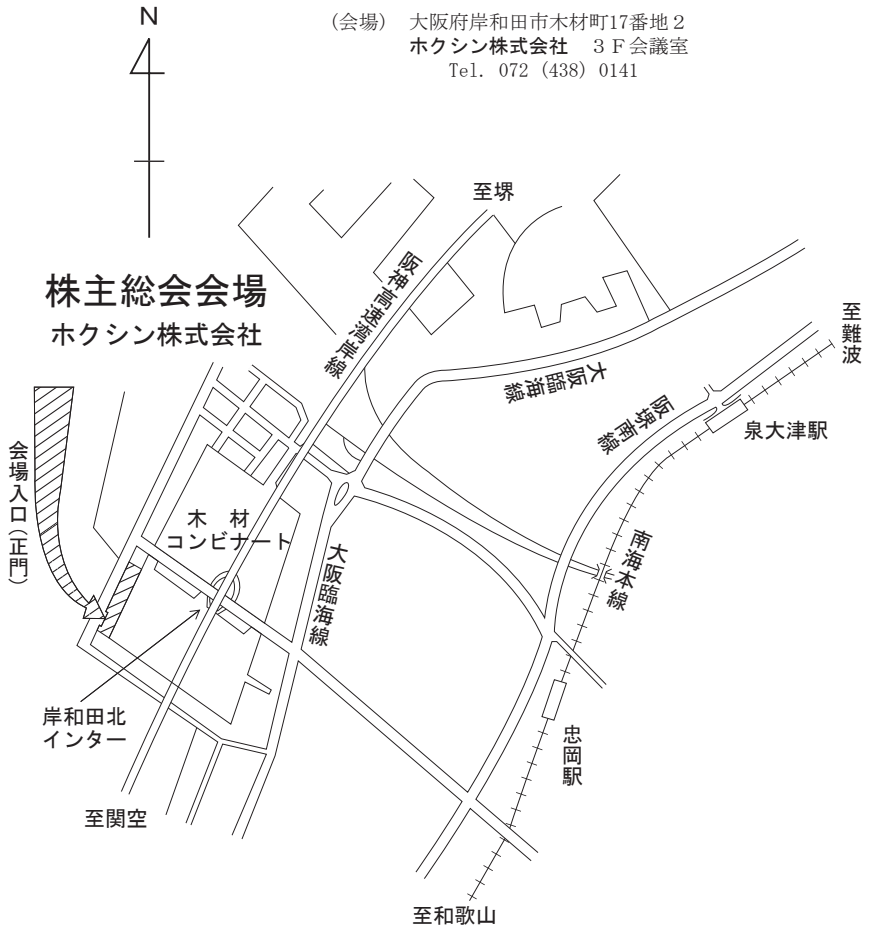 N
(会場) 大阪府岸和田市木材町17番地2
ホクシン株式会社 3F会議室
Tel. 072 (438) 0141
至堺
株主総会会場
ホクシン株式会社
阪神高速湾岸線
至難波
大阪臨海線
阪堺南線
泉大津駅
会場入口(正門)
木材
コンビナート
大阪臨海線
南海本線
岸和田北
インター
忠岡駅
至関空
至和歌山